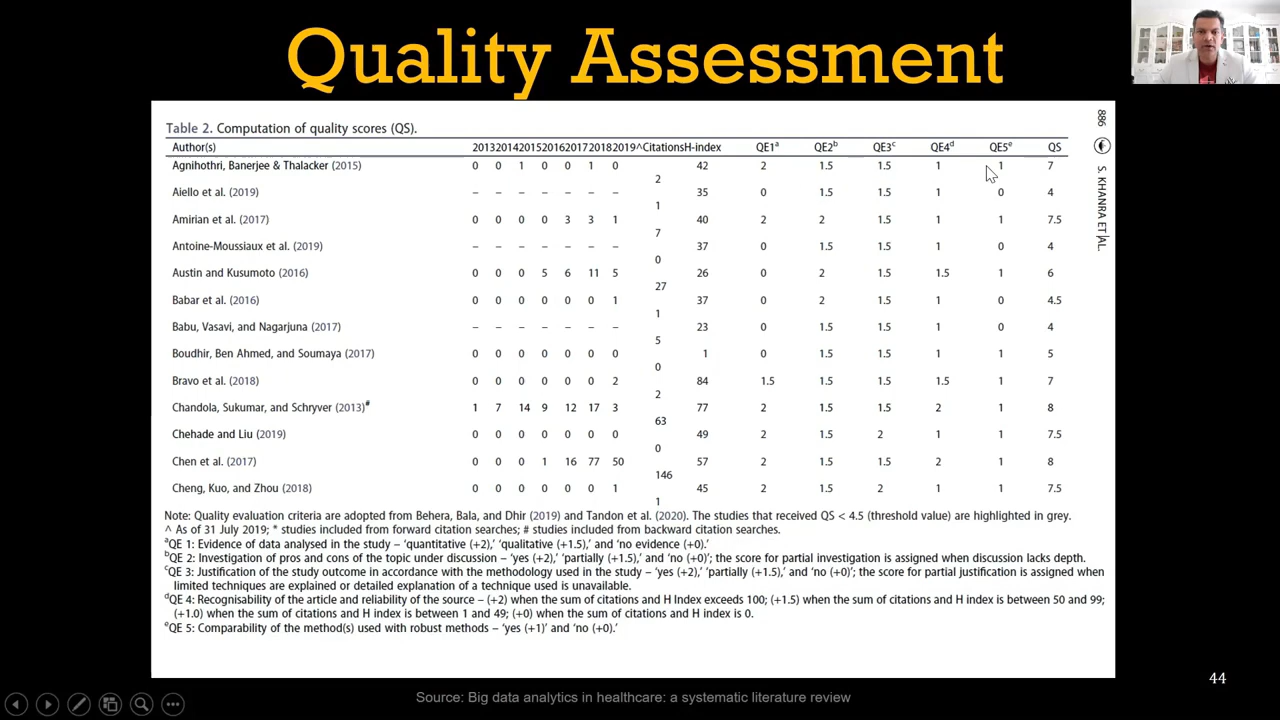 Quality Assessment
Table 2. Computation of quality scores (QS).
Author(s) 2013 2014 2015 2016 2017 2018 2019 ^Citations H-index QE1a QE2b QE3c QE4d QE5e QS
Agnihothri, Banerjee & Thalacker (2015) 0 0 1 0 0 1 0 2 42 2 1.5 1.5 1 1 7
Aiello et al. (2019) – – – – – – – 1 35 0 1.5 1.5 1 0 4
Amirian et al. (2017) 0 0 0 0 3 3 1 7 40 2 2 1.5 1 1 7.5
Antoine-Moussiaux et al. (2019) – – – – – – – 0 37 0 1.5 1.5 1 0 4
Austin and Kusumoto (2016) 0 0 0 5 6 11 5 27 26 0 2 1.5 1.5 1 6
Babar et al. (2016) 0 0 0 0 0 0 1 1 37 0 2 1.5 1 0 4.5
Babu, Vasavi, and Nagarjuna (2017) – – – – – – – 5 23 0 1.5 1.5 1 0 4
Boudhir, Ben Ahmed, and Soumaya (2017) 0 0 0 0 0 0 0 0 1 0 1.5 1.5 1 1 5
Bravo et al. (2018) 0 0 0 0 0 0 2 2 84 1.5 1.5 1.5 1.5 1 7
Chandola, Sukumar, and Schryver (2013)# 1 7 14 9 12 17 3 63 77 2 1.5 1.5 2 1 8
Chehade and Liu (2019) 0 0 0 0 0 0 0 0 49 2 1.5 2 1 1 7.5
Chen et al. (2017) 0 0 0 1 16 77 50 146 57 2 1.5 1.5 2 1 8
Cheng, Kuo, and Zhou (2018) 0 0 0 0 0 0 1 1 45 2 1.5 2 1 1 7.5
Note: Quality evaluation criteria are adopted from Behera, Bala, and Dhir (2019) and Tandon et al. (2020). The studies that received QS < 4.5 (threshold value) are highlighted in grey.
^ As of 31 July 2019; * studies included from forward citation searches; # studies included from backward citation searches.
aQE 1: Evidence of data analysed in the study – ‘quantitative (+2),’ ‘qualitative (+1.5),’ and ‘no evidence (+0).’
bQE 2: Investigation of pros and cons of the topic under discussion – ‘yes (+2),’ ‘partially (+1.5),’ and ‘no (+0)’; the score for partial investigation is assigned when discussion lacks depth.
cQE 3: Justification of the study outcome in accordance with the methodology used in the study – ‘yes (+2),’ ‘partially (+1.5),’ and ‘no (+0)’; the score for partial justification is assigned when
limited techniques are explained or detailed explanation of a technique used is unavailable.
dQE 4: Recognisability of the article and reliability of the source – (+2) when the sum of citations and H Index exceeds 100; (+1.5) when the sum of citations and H index is between 50 and 99;
(+1.0) when the sum of citations and H index is between 1 and 49; (+0) when the sum of citations and H index is 0.
eQE 5: Comparability of the method(s) used with robust methods – ‘yes (+1)’ and ‘no (+0).’
886
S. KHANRA ET AL.
44
Source: Big data analytics in healthcare: a systematic literature review